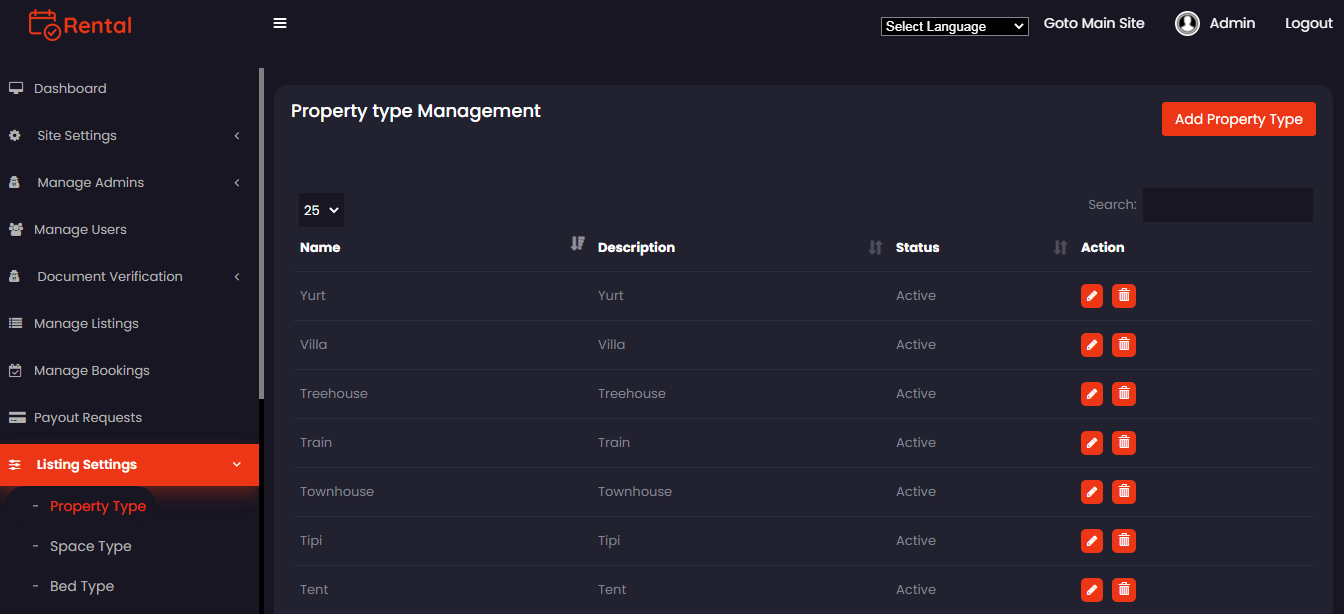 Rental
Select Language
Goto Main Site
Admin
Logout
Dashboard
Site Settings
Manage Admins
Manage Users
Document Verification
Manage Listings
Manage Bookings
Payout Requests
Listing Settings
- Property Type
- Space Type
- Bed Type
Property type Management
Add Property Type
25
Search:
Name Description Status Action
Yurt Yurt Active
Villa Villa Active
Treehouse Treehouse Active
Train Train Active
Townhouse Townhouse Active
Tipi Tipi Active
Tent Tent Active